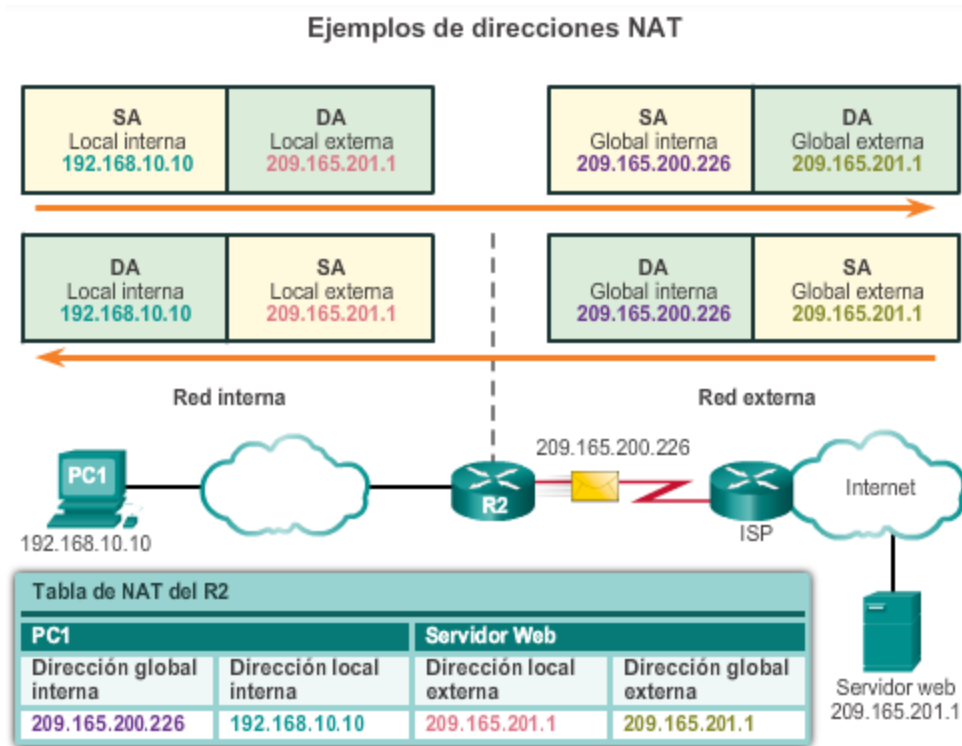 Ejemplos de direcciones NAT
SA
Local interna
192.168.10.10
DA
Local externa
209.165.201.1
SA
Global interna
209.165.200.226
DA
Global externa
209.165.201.1
DA
Local interna
192.168.10.10
SA
Local externa
209.165.201.1
DA
Global interna
209.165.200.226
SA
Global externa
209.165.201.1
Red interna
Red externa
209.165.200.226
PC1
R2
ISP
Internet
192.168.10.10
Tabla de NAT del R2
PC1
Servidor Web
Dirección global
interna
Dirección local
interna
Dirección local
externa
Dirección global
externa
209.165.200.226
192.168.10.10
209.165.201.1
209.165.201.1
Servidor web
209.165.201.1